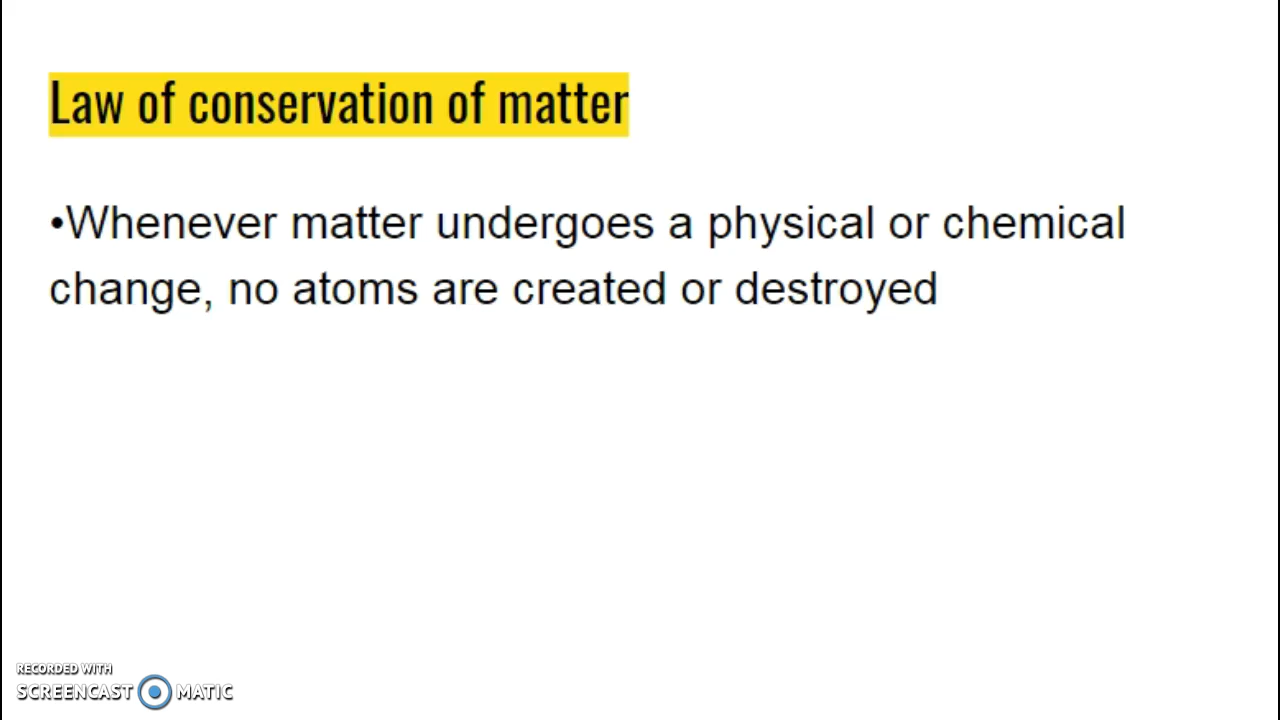 Law of conservation of matter
•Whenever matter undergoes a physical or chemical
change, no atoms are created or destroyed
RECORDED WITH
SCREENCAST MATIC